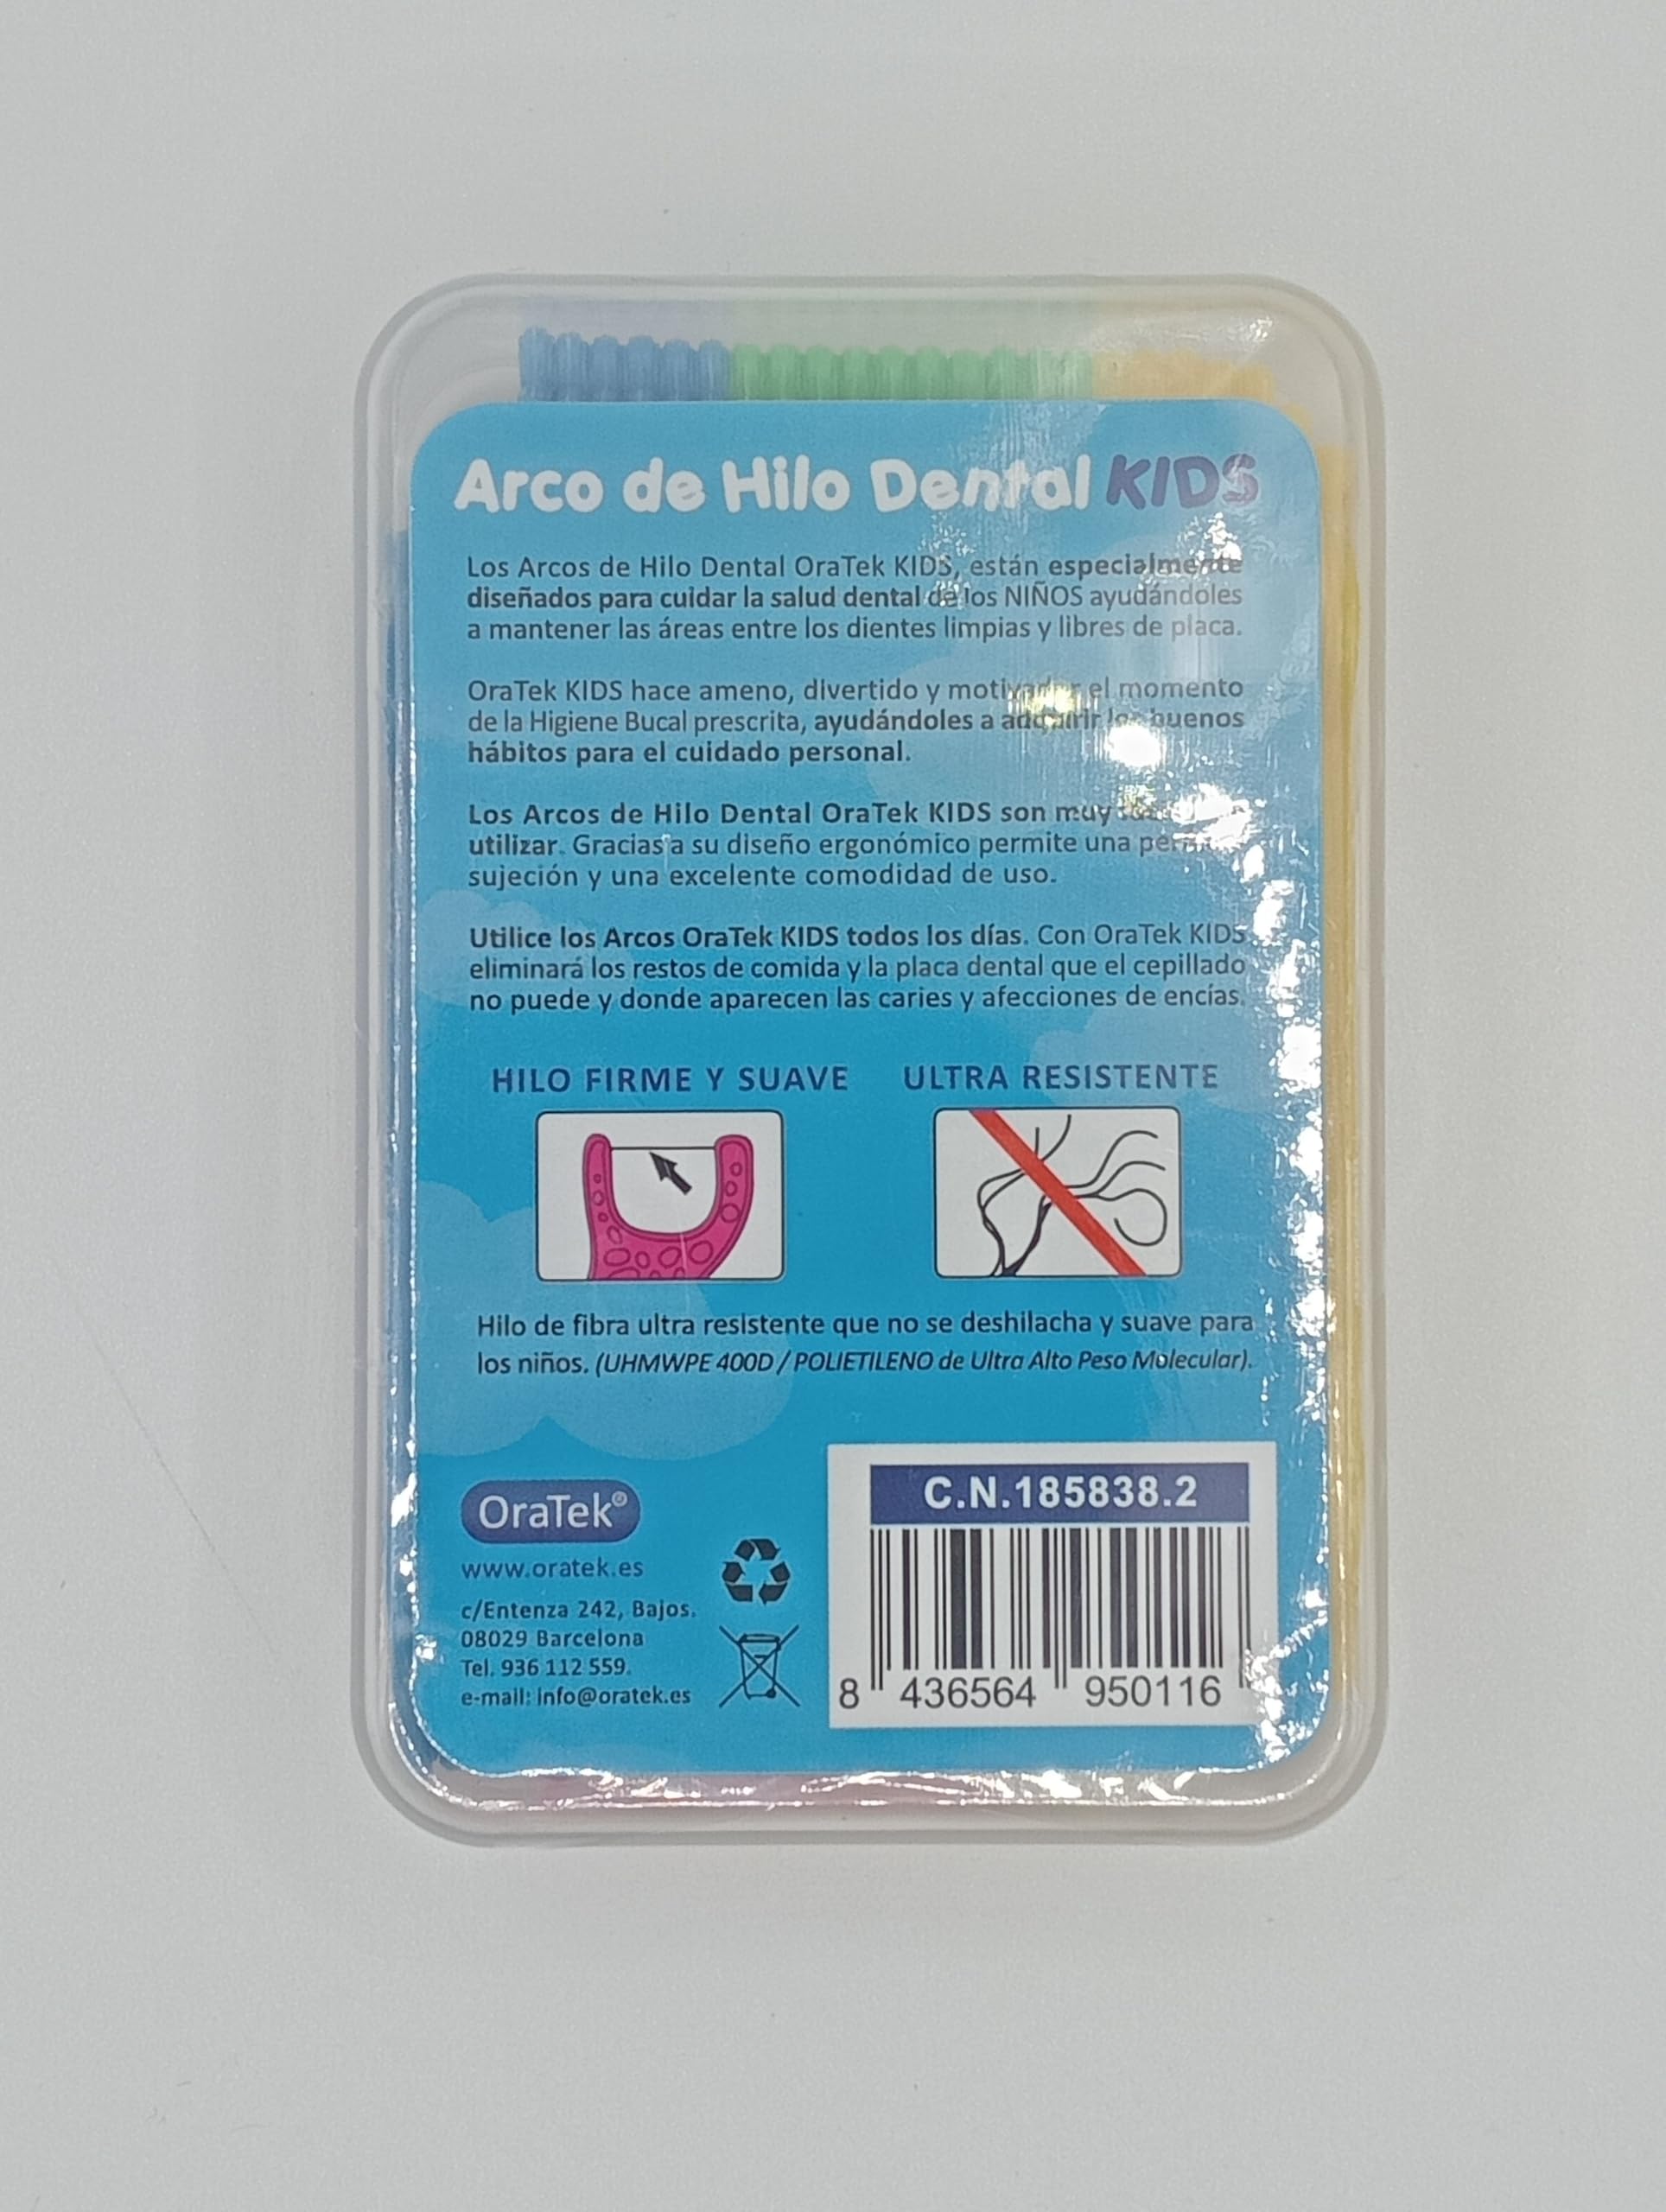 Arco de Hilo Dental KIDS
Los Arcos de Hilo Dental OraTek KIDS, están especialmente
diseñados para cuidar la salud dental de los NIÑOS ayudándoles
a mantener las áreas entre los dientes limpias y libres de placa.
OraTek KIDS hace ameno, divertido y motivador el momento
de la Higiene Bucal prescrita, ayudándoles a adquirir los buenos
hábitos para el cuidado personal.
Los Arcos de Hilo Dental OraTek KIDS son muy
utilizar. Gracias a su diseño ergonómico permite una
sujeción y una excelente comodidad de uso.
Utilice los Arcos OraTek KIDS todos los días. Con OraTek KIDS
eliminará los restos de comida y la placa dental que el cepillado
no puede y donde aparecen las caries y afecciones de encías.
HILO FIRME Y SUAVE ULTRA RESISTENTE
Hilo de fibra ultra resistente que no se deshilacha y suave para
los niños. (UHMWPE 400D / POLIETILENO de Ultra Alto Peso Molecular).
OraTek®
www.oratek.es
c/Entenza 242, Bajos.
08029 Barcelona
Tel. 936 112 559.
e-mail: info@oratek.es
C.N.185838.2
8 436564 950116